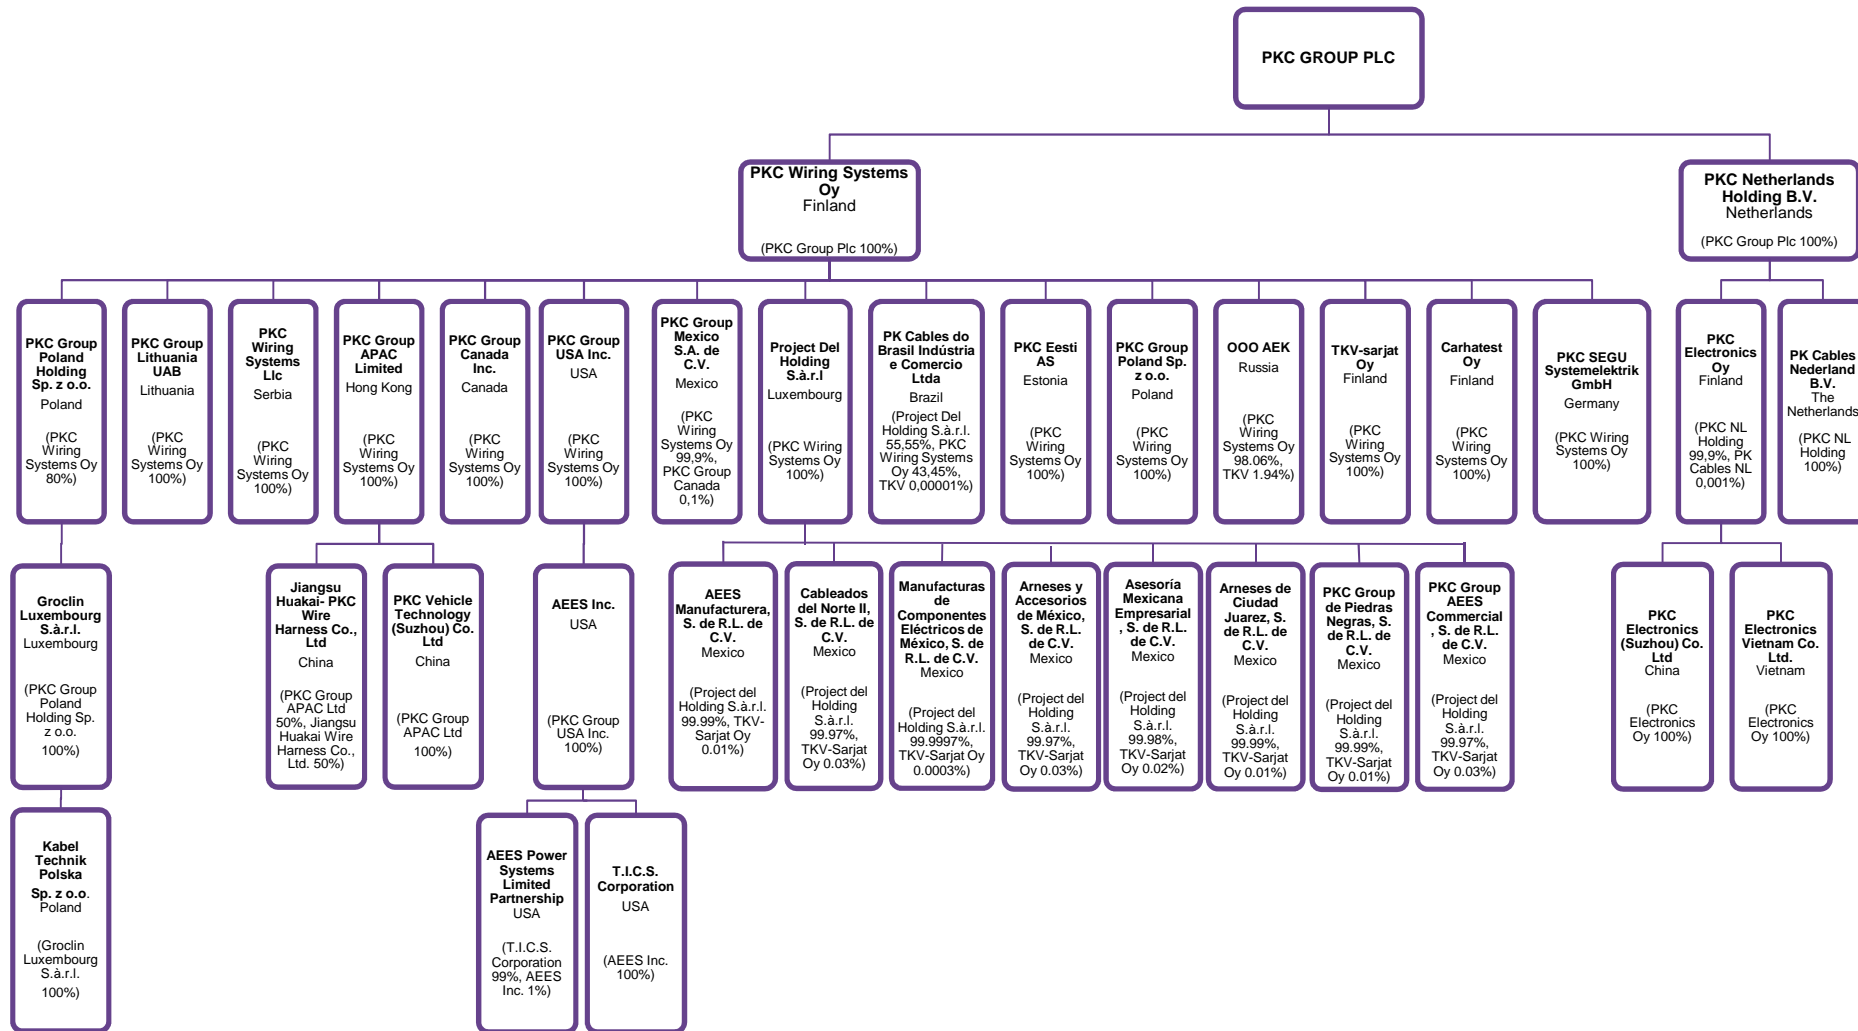 PKC GROUP PLC
PKC Wiring Systems
Oy
Finland
(PKC Group Plc 100%)
PKC Netherlands
Holding B.V.
Netherlands
(PKC Group Plc 100%)
PKC Group
Poland
Holding
Sp. z o.o.
Poland
(PKC
Wiring
Systems Oy
80%)
PKC Group
Lithuania
UAB
Lithuania
(PKC
Wiring
Systems Oy
100%)
PKC
Wiring
Systems
Llc
Serbia
(PKC
Wiring
Systems Oy
100%)
PKC Group
APAC
Limited
Hong Kong
(PKC
Wiring
Systems Oy
100%)
PKC Group
Canada
Inc.
Canada
(PKC
Wiring
Systems Oy
100%)
PKC Group
USA Inc.
USA
(PKC
Wiring
Systems Oy
100%)
PKC Group
Mexico
S.A. de
C.V.
Mexico
(PKC
Wiring
Systems Oy
99,9%,
PKC Group
Canada
0,1%)
Project Del
Holding
S.à.r.l
Luxembourg
(PKC Wiring
Systems Oy
100%)
PK Cables do
Brasil Indústria
e Comercio
Ltda
Brazil
(Project Del
Holding S.à.r.l.
55,55%, PKC
Wiring Systems
Oy 43,45%,
TKV 0,00001%)
PKC Eesti
AS
Estonia
(PKC
Wiring
Systems Oy
100%)
PKC Group
Poland Sp.
z o.o.
Poland
(PKC
Wiring
Systems Oy
100%)
OOO AEK
Russia
(PKC
Wiring
Systems Oy
98.06%,
TKV 1.94%)
TKV-sarjat
Oy
Finland
(PKC
Wiring
Systems Oy
100%)
Carhatest
Oy
Finland
(PKC
Wiring
Systems Oy
100%)
PKC SEGU
Systemelektrik
GmbH
Germany
(PKC Wiring
Systems Oy
100%)
PKC
Electronics
Oy
Finland
(PKC NL
Holding
99,9%, PK
Cables NL
0,001%)
PK Cables
Nederland
B.V.
The
Netherlands
(PKC NL
Holding
100%)
Groclin
Luxembourg
S.à.r.l.
Luxembourg
(PKC Group
Poland
Holding Sp.
z o.o.
100%)
Jiangsu
Huakai- PKC
Wire
Harness Co.,
Ltd
China
(PKC Group
APAC Ltd
50%, Jiangsu
Huakai Wire
Harness Co.,
Ltd. 50%)
PKC Vehicle
Technology
(Suzhou) Co.
Ltd
China
(PKC Group
APAC Ltd
100%)
AEES Inc.
USA
(PKC Group
USA Inc.
100%)
AEES
Manufacturera,
S. de R.L. de
C.V.
Mexico
(Project del
Holding S.à.r.l.
99.99%, TKV-
Sarjat Oy
0.01%)
Cableados
del Norte II,
S. de R.L. de
C.V.
Mexico
(Project del
Holding
S.à.r.l.
99.97%,
TKV-Sarjat
Oy 0.03%)
Manufacturas
de
Componentes
Eléctricos de
México, S. de
R.L. de C.V.
Mexico
(Project del
Holding S.à.r.l.
99.9997%,
TKV-Sarjat Oy
0.0003%)
Arneses y
Accesorios
de México,
S. de R.L.
de C.V.
Mexico
(Project del
Holding
S.à.r.l.
99.97%,
TKV-Sarjat
Oy 0.03%)
Asesoría
Mexicana
Empresarial
, S. de R.L.
de C.V.
Mexico
(Project del
Holding
S.à.r.l.
99.98%,
TKV-Sarjat
Oy 0.02%)
Arneses de
Ciudad
Juarez, S.
de R.L. de
C.V.
Mexico
(Project del
Holding
S.à.r.l.
99.99%,
TKV-Sarjat
Oy 0.01%)
PKC Group
de Piedras
Negras, S.
de R.L. de
C.V.
Mexico
(Project del
Holding
S.à.r.l.
99.99%,
TKV-Sarjat
Oy 0.01%)
PKC Group
AEES
Commercial
, S. de R.L.
de C.V.
Mexico
(Project del
Holding
S.à.r.l.
99.97%,
TKV-Sarjat
Oy 0.03%)
PKC
Electronics
(Suzhou) Co.
Ltd
China
(PKC
Electronics
Oy 100%)
PKC
Electronics
Vietnam Co.
Ltd.
Vietnam
(PKC
Electronics
Oy 100%)
Kabel
Technik
Polska
Sp. z o.o.
Poland
(Groclin
Luxembourg
S.à.r.l.
100%)
AEES Power
Systems
Limited
Partnership
USA
(T.I.C.S.
Corporation
99%, AEES
Inc. 1%)
T.I.C.S.
Corporation
USA
(AEES Inc.
100%)